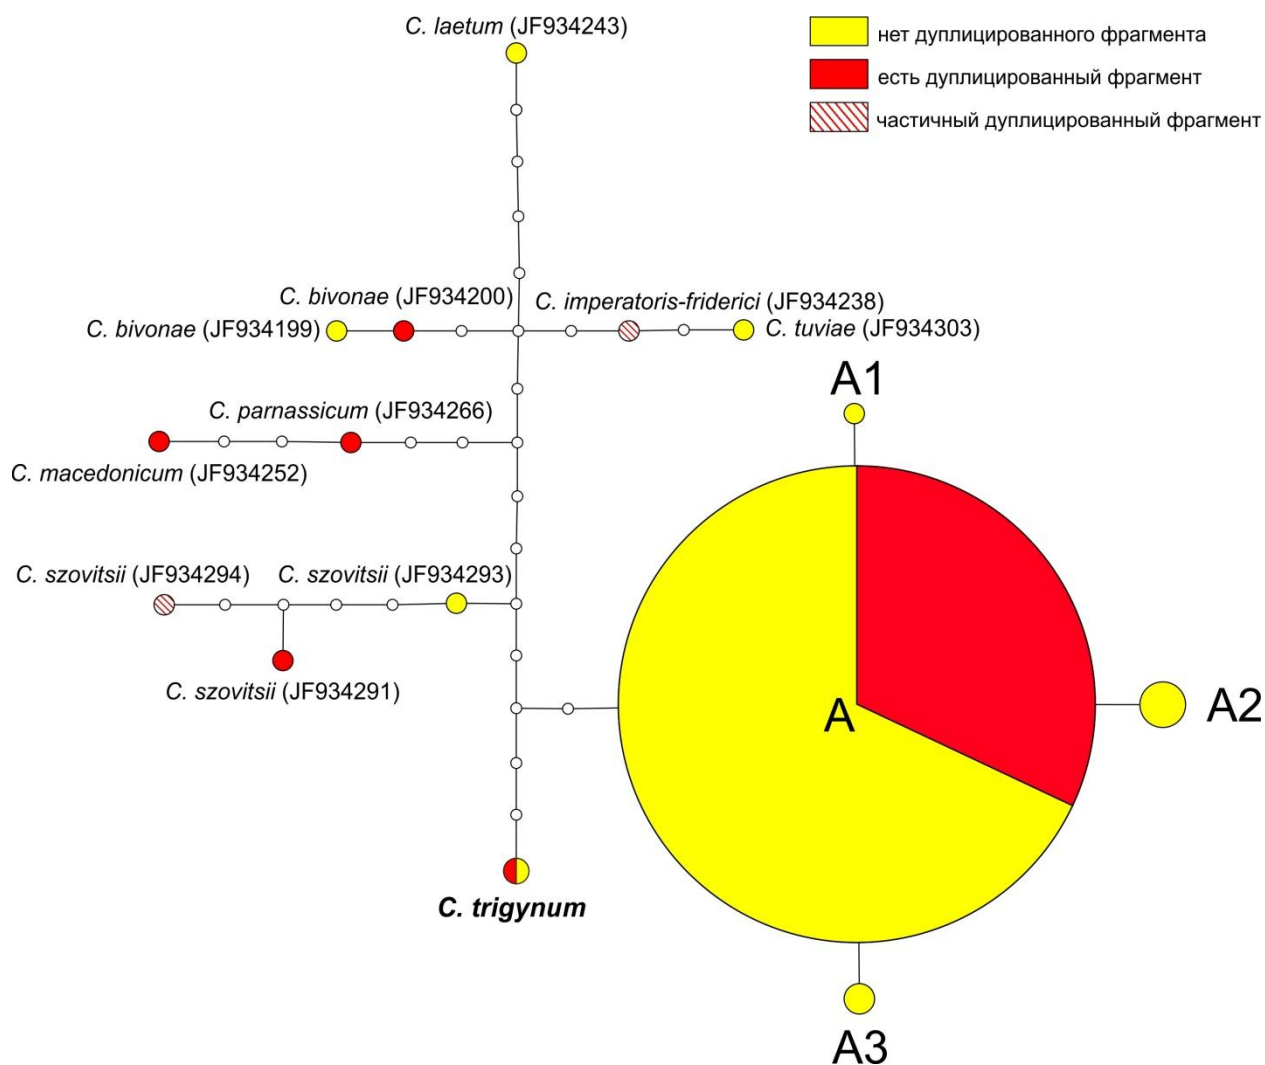 C. laetum (JF934243)
нет дуплицированного фрагмента
есть дуплицированный фрагмент
частичный дуплицированный фрагмент
C. bivonae (JF934200)
C. imperatoris-friderici (JF934238)
C. bivonae (JF934199)
C. tuviae (JF934303)
A1
C. parnassicum (JF934266)
C. macedonicum (JF934252)
C. szovitsii (JF934294)
C. szovitsii (JF934293)
C. szovitsii (JF934291)
A
A2
C. trigynum
A3